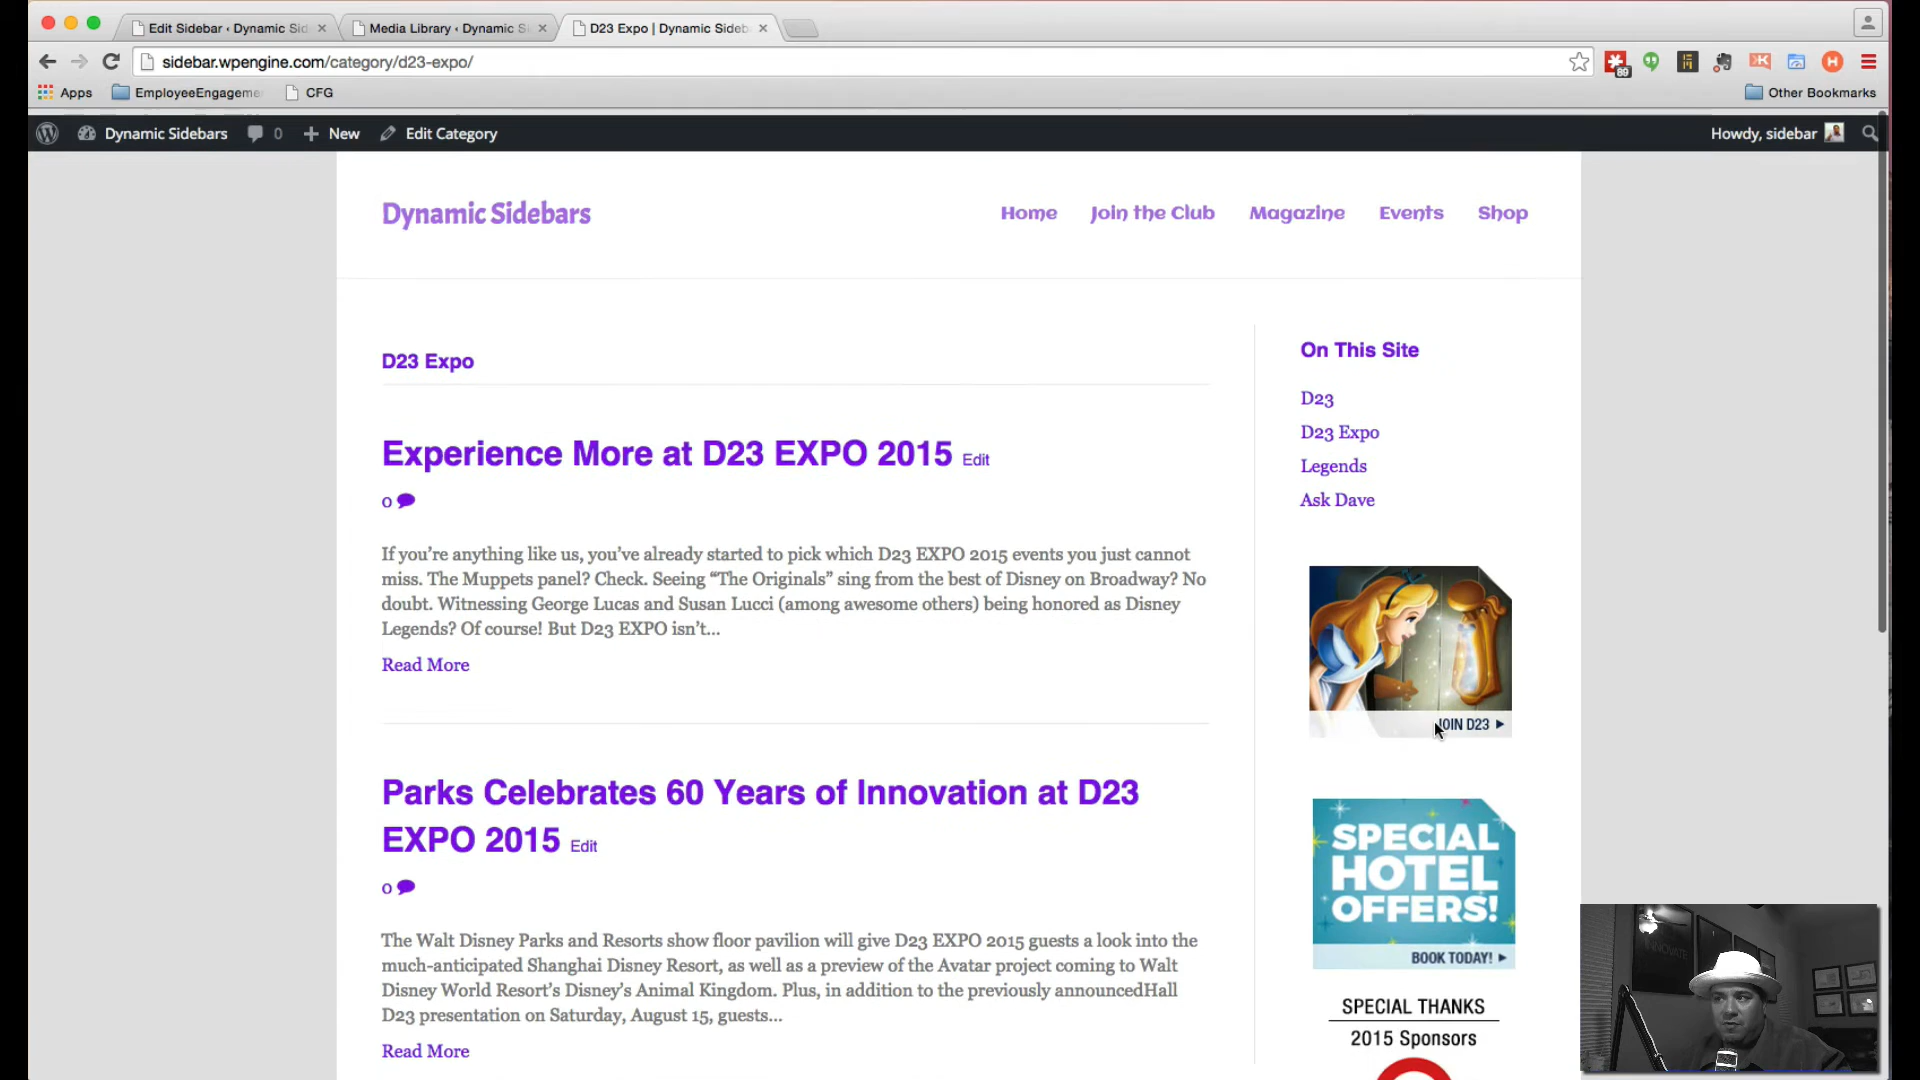 Edit Sidebar ‹ Dynamic Sid
Media Library ‹ Dynamic S
D23 Expo | Dynamic Sideb
sidebar.wpengine.com/category/d23-expo/
89
Apps
EmployeeEngageme
CFG
Other Bookmarks
Dynamic Sidebars
0
New
Edit Category
Howdy, sidebar
Dynamic Sidebars
Home
Join the Club
Magazine
Events
Shop
D23 Expo
Experience More at D23 EXPO 2015 Edit
0
If you’re anything like us, you’ve already started to pick which D23 EXPO 2015 events you just cannot
miss. The Muppets panel? Check. Seeing “The Originals” sing from the best of Disney on Broadway? No
doubt. Witnessing George Lucas and Susan Lucci (among awesome others) being honored as Disney
Legends? Of course! But D23 EXPO isn’t...
Read More
Parks Celebrates 60 Years of Innovation at D23
EXPO 2015 Edit
0
The Walt Disney Parks and Resorts show floor pavilion will give D23 EXPO 2015 guests a look into the
much-anticipated Shanghai Disney Resort, as well as a preview of the Avatar project coming to Walt
Disney World Resort’s Disney’s Animal Kingdom. Plus, in addition to the previously announcedHall
D23 presentation on Saturday, August 15, guests...
Read More
On This Site
D23
D23 Expo
Legends
Ask Dave
JOIN D23
SPECIAL
HOTEL
OFFERS!
BOOK TODAY!
SPECIAL THANKS
2015 Sponsors